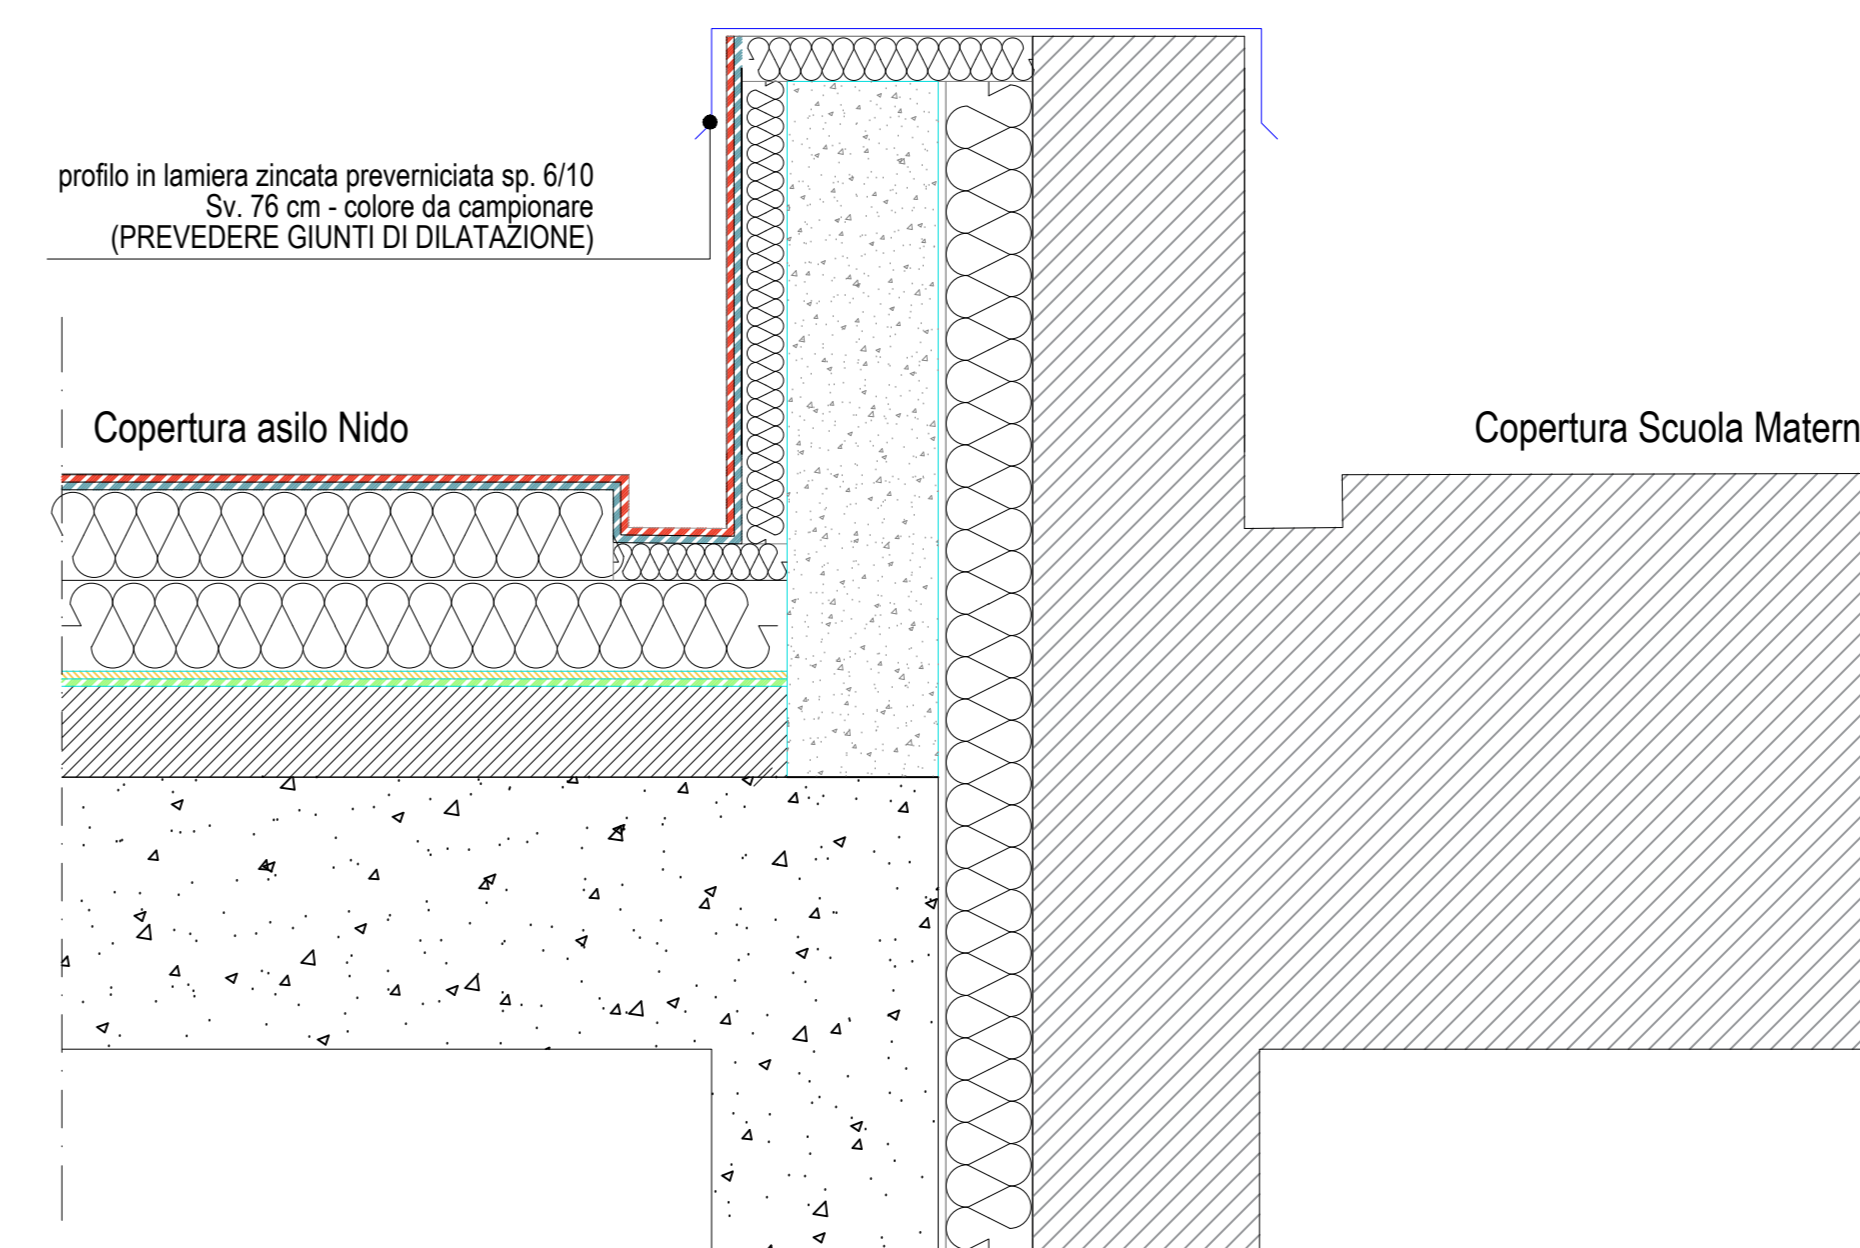 profilo in lamiera zincata preverniciata sp. 6/10
Sv. 76 cm - colore da campionare
(PREVEDERE GIUNTI DI DILATAZIONE)
Copertura asilo Nido
Copertura Scuola Matern